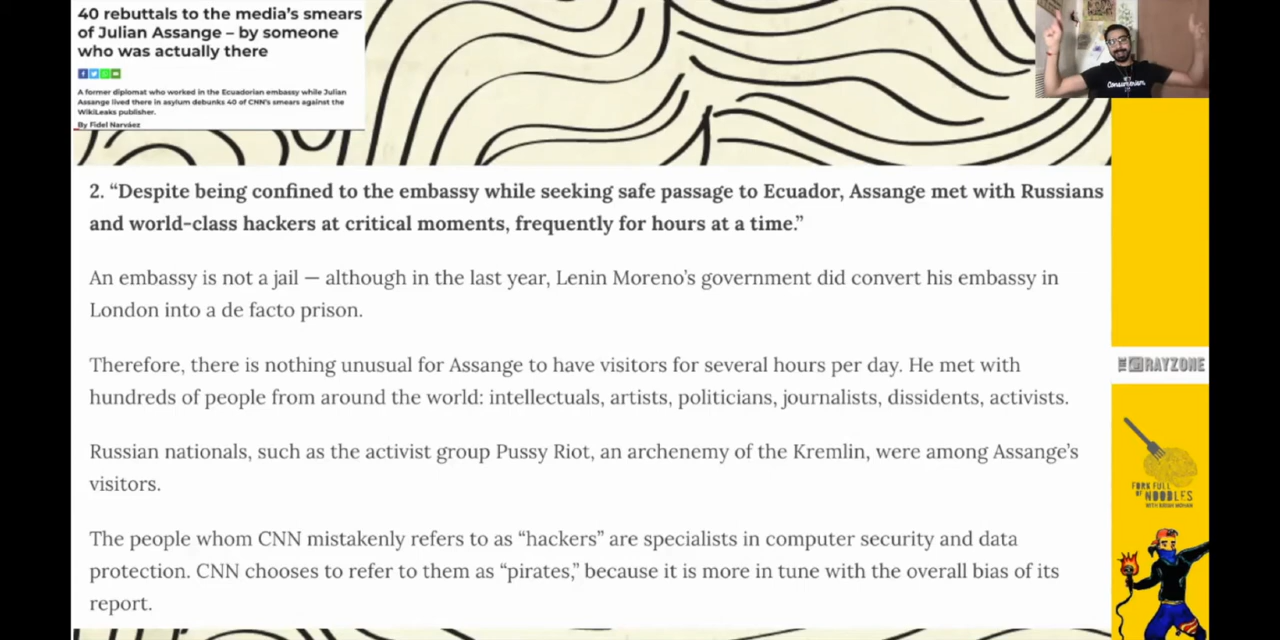 40 rebuttals to the media's smears
of Julian Assange – by someone
who was actually there
A former diplomat who worked in the Ecuadorian embassy while Julian
Assange lived there in asylum debunks 40 of CNN's smears against the
WikiLeaks publisher.
By Fidel Narváez
2. “Despite being confined to the embassy while seeking safe passage to Ecuador, Assange met with Russians
and world-class hackers at critical moments, frequently for hours at a time.”
An embassy is not a jail — although in the last year, Lenin Moreno’s government did convert his embassy in
London into a de facto prison.
Therefore, there is nothing unusual for Assange to have visitors for several hours per day. He met with
hundreds of people from around the world: intellectuals, artists, politicians, journalists, dissidents, activists.
Russian nationals, such as the activist group Pussy Riot, an archenemy of the Kremlin, were among Assange’s
visitors.
The people whom CNN mistakenly refers to as “hackers” are specialists in computer security and data
protection. CNN chooses to refer to them as “pirates,” because it is more in tune with the overall bias of its
report.
THE GRAYZONE
FORK FULL
OF NOODLES